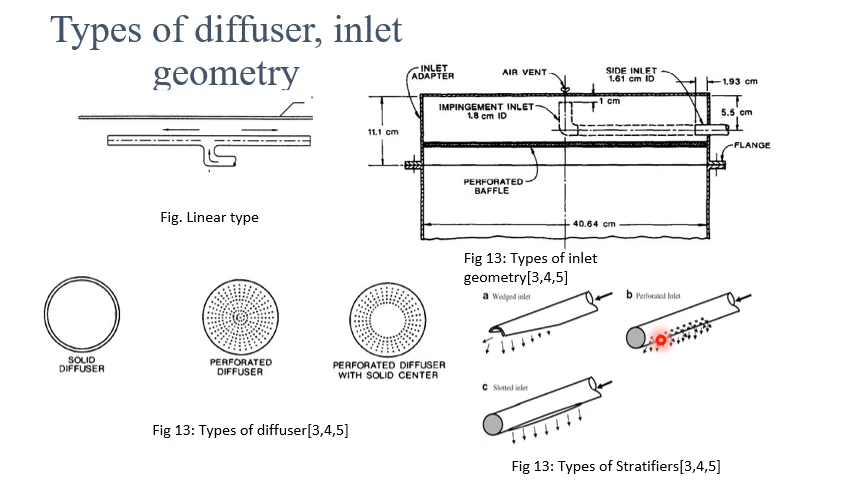 Types of diffuser, inlet
geometry
INLET
ADAPTER
AIR VENT
SIDE INLET
1.61 cm ID
1.93 cm
IMPINGEMENT INLET
1.8 cm ID
1 cm
5.5
cm
11.1 cm
FLANGE
PERFORATED
BAFFLE
40.64 cm
Fig. Linear type
Fig 13: Types of inlet
geometry[3,4,5]
a Wedged inlet
b Perforated Inlet
SOLID
DIFFUSER
PERFORATED
DIFFUSER
PERFORATED DIFFUSER
WITH SOLID CENTER
c Slotted inlet
Fig 13: Types of diffuser[3,4,5]
Fig 13: Types of Stratifiers[3,4,5]